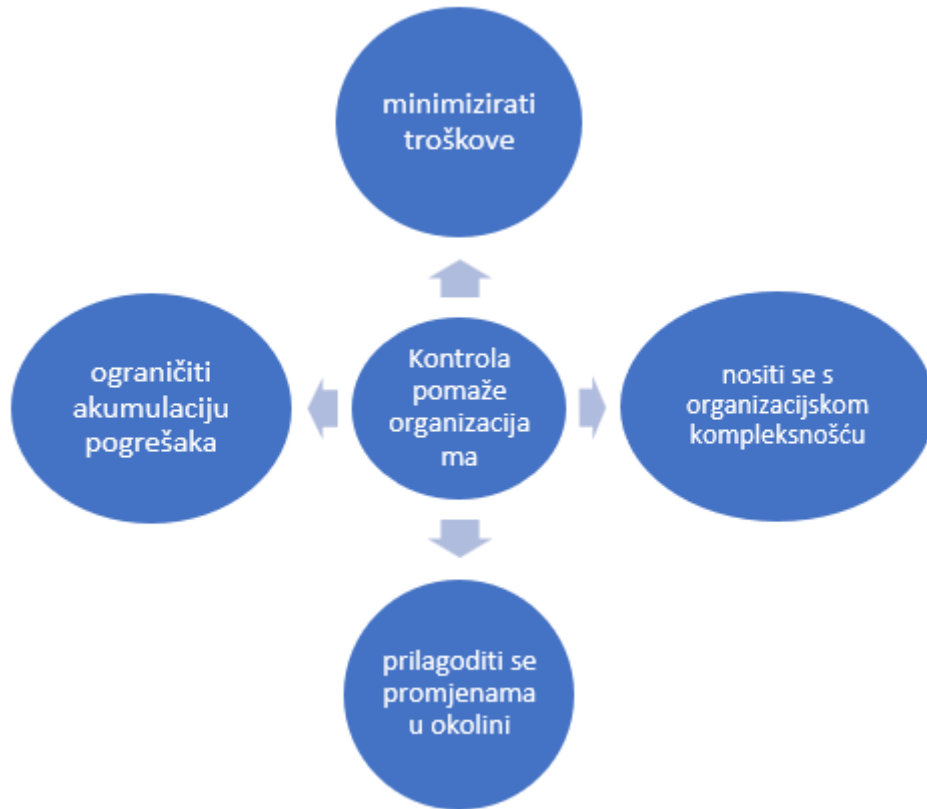 minimizirati
troškove
ograničiti
akumulaciju
pogrešaka
Kontrola
pomaže
organizacija
ma
nositi se s
organizacijskom
kompleksnošću
prilagoditi se
promjenama
u okolini